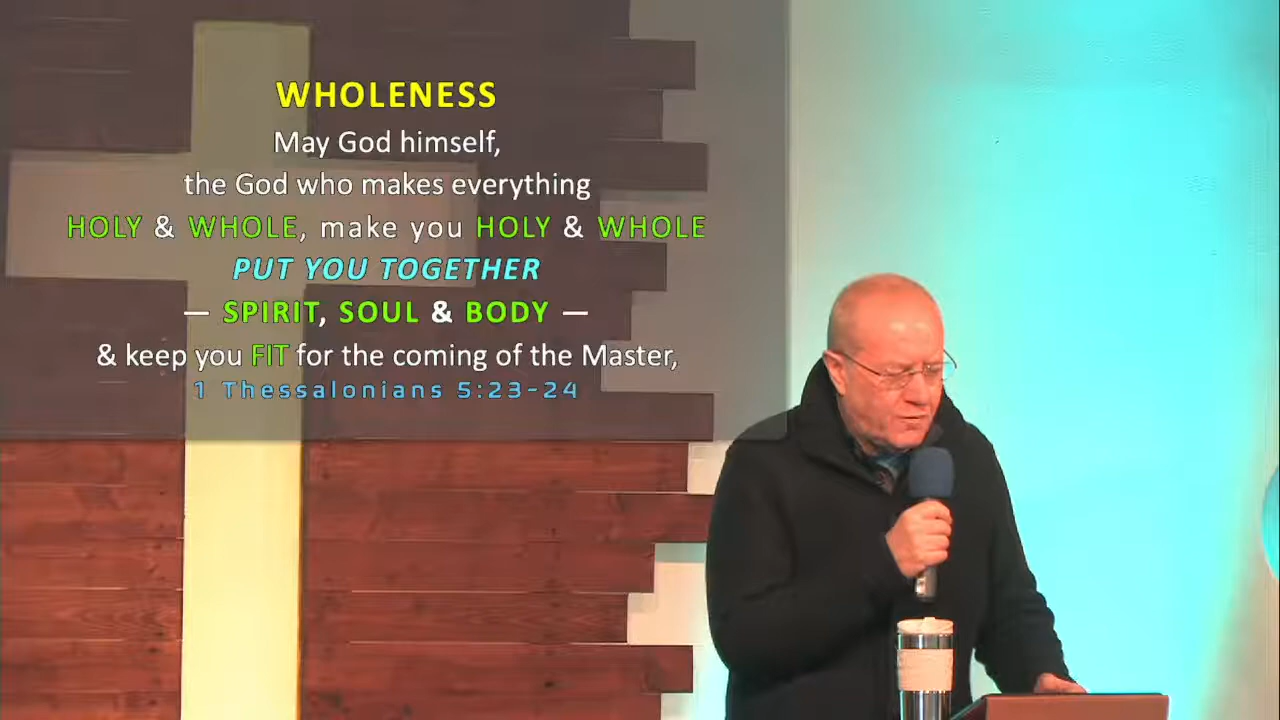 WHOLENESS
May God himself,
the God who makes everything
HOLY & WHOLE, make you HOLY & WHOLE
PUT YOU TOGETHER
— SPIRIT, SOUL & BODY —
& keep you FIT for the coming of the Master,
1 Thessalonians 5:23-24